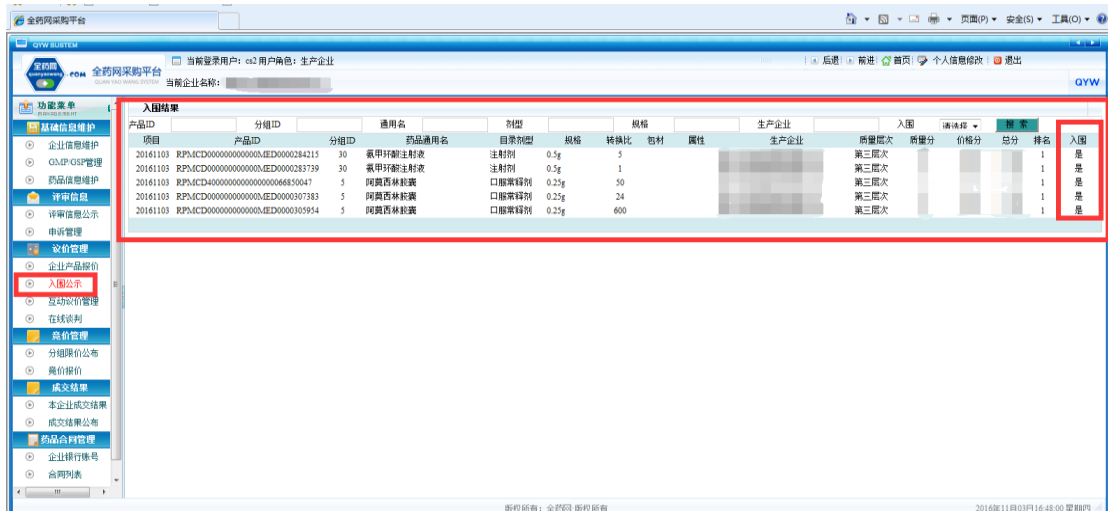 全药网采购平台
页面(P) 安全(S) 工具(O)
QYW SUSTEM
全药网 quanyaowang .COM 全药网采购平台 QUAN YAO WANG SYSTEM
当前登录用户：cs2 用户角色：生产企业
后退 前进 首页 个人信息修改 退出
当前企业名称：
QYW
功能菜单
入围结果
产品ID 分组ID 通用名 剂型 规格 生产企业 入围 请选择 搜 索
项目 产品ID 分组ID 药品通用名 目录剂型 规格 转换比 包材 属性 生产企业 质量层次 质量分 价格分 总分 排名 入围
20161103 RPMCD000000000000MED0000284215 30 氨甲环酸注射液 注射剂 0.5g 5 第三层次 1 是
20161103 RPMCD000000000000MED0000283739 30 氨甲环酸注射液 注射剂 0.5g 1 第三层次 1 是
20161103 RPMCD4000000000000066850047 5 阿莫西林胶囊 口服常释剂 0.25g 50 第三层次 1 是
20161103 RPMCD000000000000MED0000307383 5 阿莫西林胶囊 口服常释剂 0.25g 24 第三层次 1 是
20161103 RPMCD000000000000MED0000305954 5 阿莫西林胶囊 口服常释剂 0.25g 600 第三层次 1 是
基础信息维护
企业信息维护
GMP/GSP管理
药品信息维护
评审信息
评审信息公示
申诉管理
议价管理
企业产品报价
入围公示
互动议价管理
在线谈判
竞价管理
分组限价公布
竞价报价
成交结果
本企业成交结果
成交结果公布
药品合同管理
企业银行账号
合同列表
版权所有：全药网-版权所有
2016年11月03日16:48:00 星期四